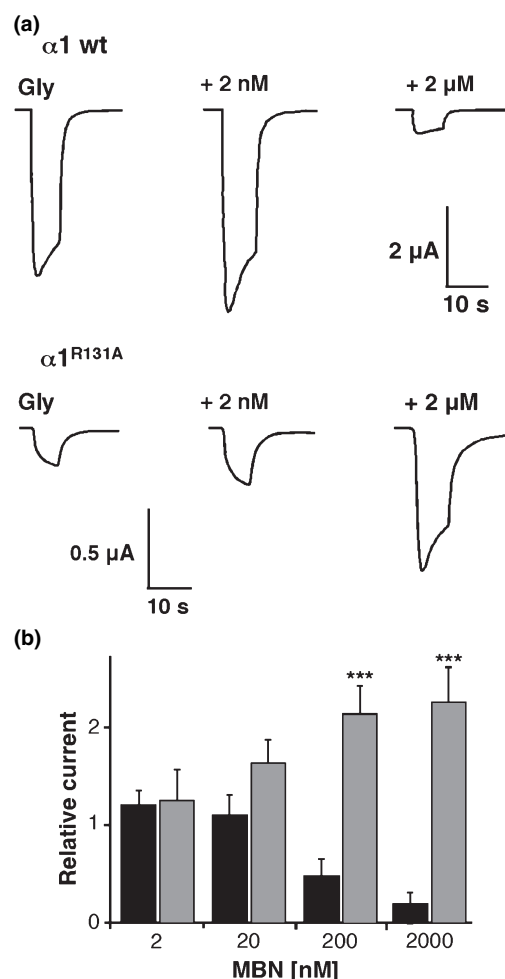 (a)
α1 wt
Gly
+ 2 nM
+ 2 µM
2 µA
10 s
α1R131A
Gly
+ 2 nM
+ 2 µM
0.5 µA
10 s
(b)
***
***
Relative current
2
1
0
2
20
200
2000
MBN [nM]